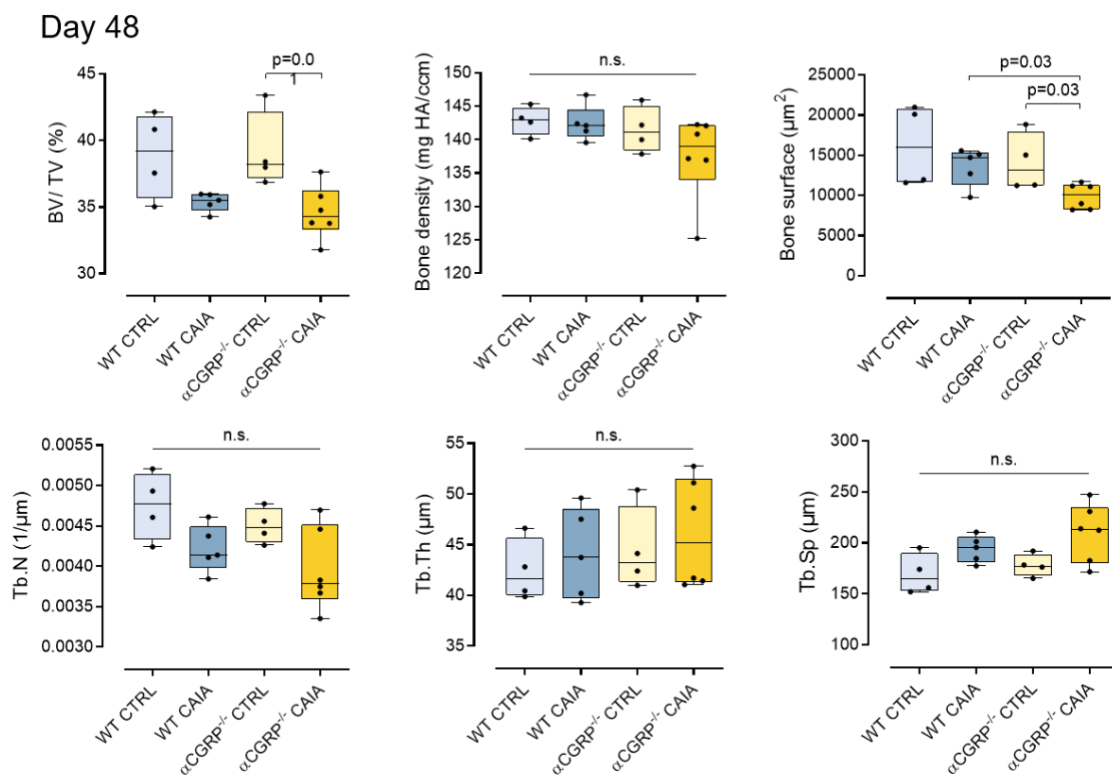 Day 48
p=0.0
1
BV/ TV (%)
45
40
35
30
WT CTRL
WT CAIA
αCGRP-/- CTRL
αCGRP-/- CAIA
n.s.
Bone density (mg HA/ccm)
150
145
140
135
130
125
120
WT CTRL
WT CAIA
αCGRP-/- CTRL
αCGRP-/- CAIA
p=0.03
p=0.03
Bone surface (µm²)
25000
20000
15000
10000
5000
0
WT CTRL
WT CAIA
αCGRP-/- CTRL
αCGRP-/- CAIA
n.s.
Tb.N (1/µm)
0.0055
0.0050
0.0045
0.0040
0.0035
0.0030
WT CTRL
WT CAIA
αCGRP-/- CTRL
αCGRP-/- CAIA
n.s.
Tb.Th (µm)
55
50
45
40
35
WT CTRL
WT CAIA
αCGRP-/- CTRL
αCGRP-/- CAIA
n.s.
Tb.Sp (µm)
300
250
200
150
100
WT CTRL
WT CAIA
αCGRP-/- CTRL
αCGRP-/- CAIA